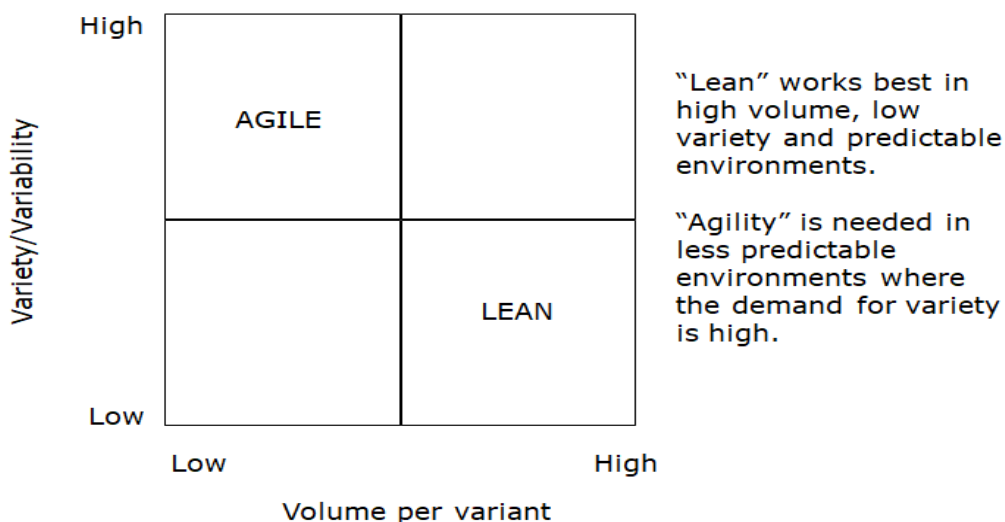 High
AGILE
“Lean” works best in
high volume, low
variety and predictable
environments.
Variety/Variability
“Agility” is needed in
less predictable
environments where
the demand for variety
is high.
LEAN
Low
Low
High
Volume per variant